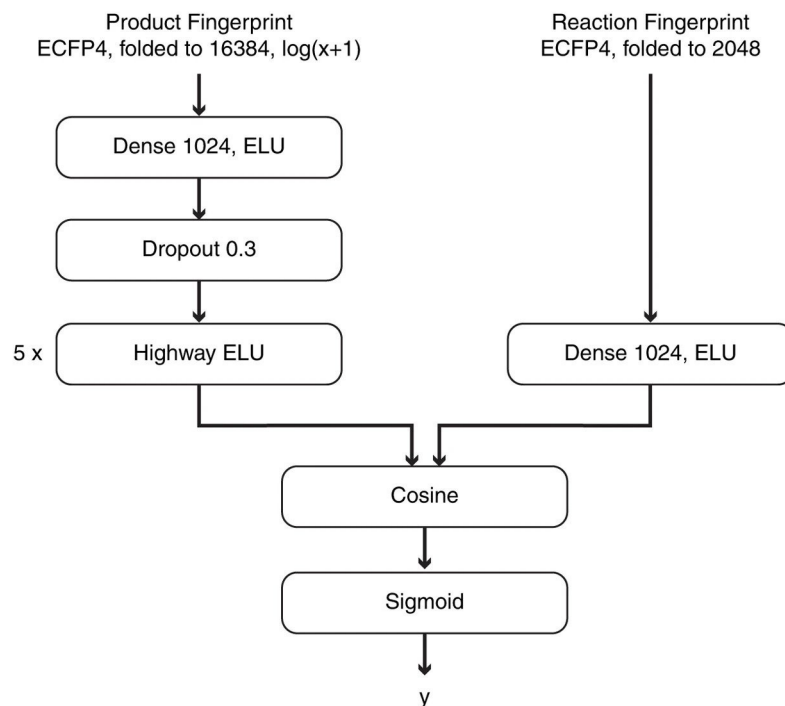 Product Fingerprint
ECFP4, folded to 16384, log(x+1)
Reaction Fingerprint
ECFP4, folded to 2048
Dense 1024, ELU
Dropout 0.3
5 x
Highway ELU
Dense 1024, ELU
Cosine
Sigmoid
y